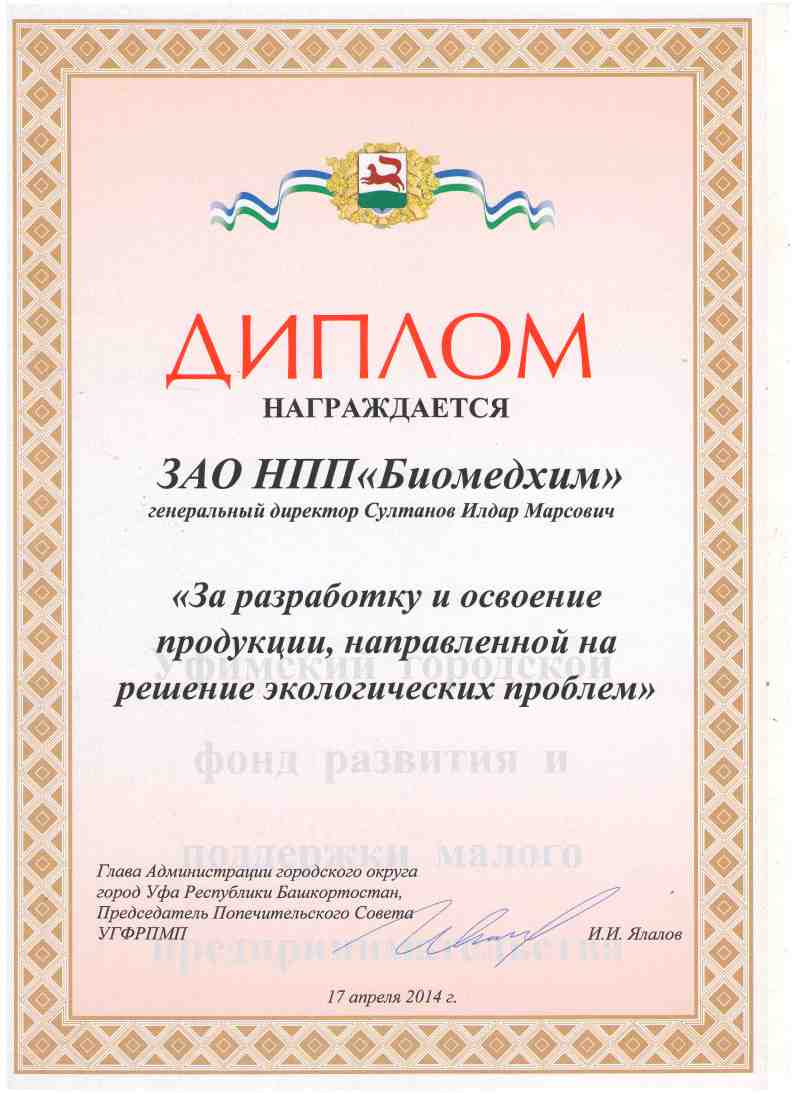 ДИПЛОМ
НАГРАЖДАЕТСЯ
ЗАО НПП«Биомедхим»
генеральный директор Султанов Илдар Марсович
«За разработку и освоение
продукции, направленной на
Уфимский городской
решение экологических проблем»
фонд развития и
поддержки малого
Глава Администрации городского округа
город Уфа Республики Башкортостан,
Председатель Попечительского Совета
УГФРПМП
И.И. Ялалов
предпринимательства
17 апреля 2014 г.